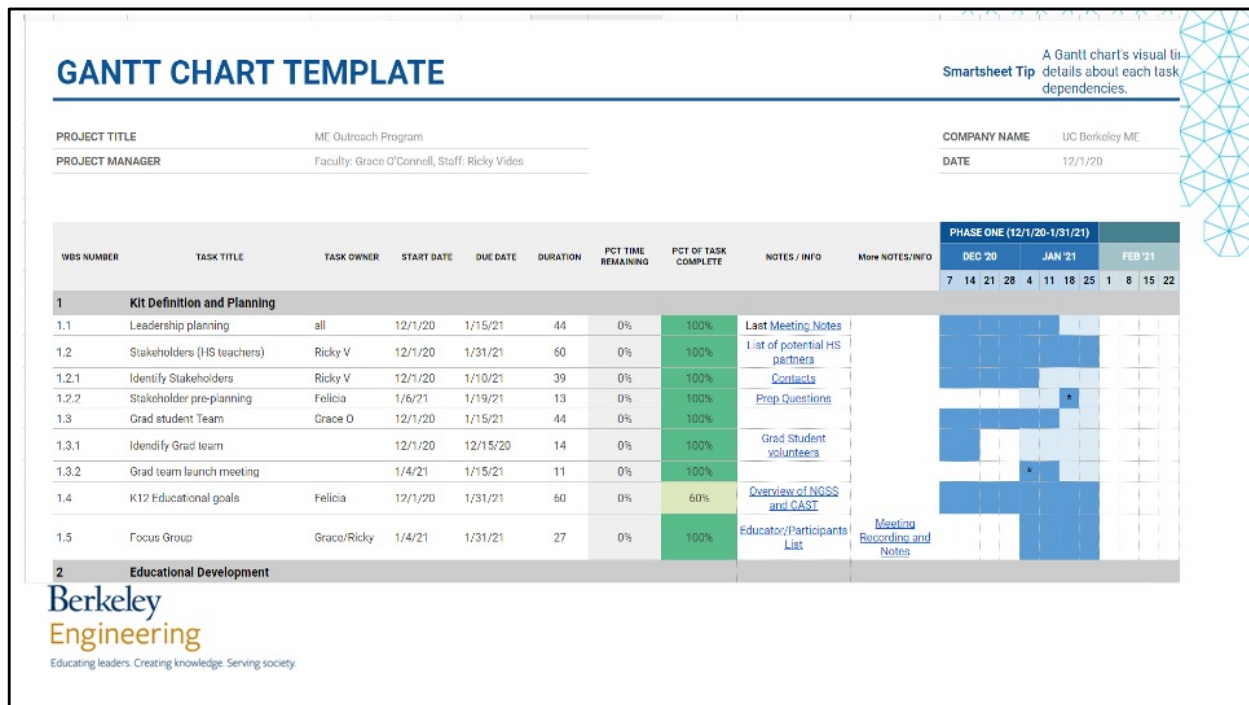 GANTT CHART TEMPLATE
Smartsheet Tip
A Gantt chart's visual
details about each task
dependencies.
PROJECT TITLE ME Outreach Program
COMPANY NAME UC Berkeley ME
PROJECT MANAGER Faculty: Grace O'Connell, Staff: Ricky Vides
DATE 12/1/20
PHASE ONE (12/1/20-1/31/21)
WBS NUMBER TASK TITLE TASK OWNER START DATE DUE DATE DURATION PCT TIME REMAINING PCT OF TASK COMPLETE NOTES / INFO More NOTES/INFO DEC '20 JAN '21 FEB '21
7 14 21 28 4 11 18 25 1 8 15 22
1 Kit Definition and Planning
1.1 Leadership planning all 12/1/20 1/15/21 44 0% 100% Last Meeting Notes
1.2 Stakeholders (HS teachers) Ricky V 12/1/20 1/31/21 60 0% 100% List of potential HS partners
1.2.1 Identify Stakeholders Ricky V 12/1/20 1/10/21 39 0% 100% Contacts
1.2.2 Stakeholder pre-planning Felicia 1/6/21 1/19/21 13 0% 100% Prep Questions *
1.3 Grad student Team Grace O 12/1/20 1/15/21 44 0% 100%
1.3.1 Idendify Grad team 12/1/20 12/15/20 14 0% 100% Grad Student volunteers
1.3.2 Grad team launch meeting 1/4/21 1/15/21 11 0% 100% *
1.4 K12 Educational goals Felicia 12/1/20 1/31/21 60 0% 60% Overview of NGSS and CAST
1.5 Focus Group Grace/Ricky 1/4/21 1/31/21 27 0% 100% Educator/Participants List Meeting Recording and Notes
2 Educational Development
Berkeley
Engineering
Educating leaders. Creating knowledge. Serving society.